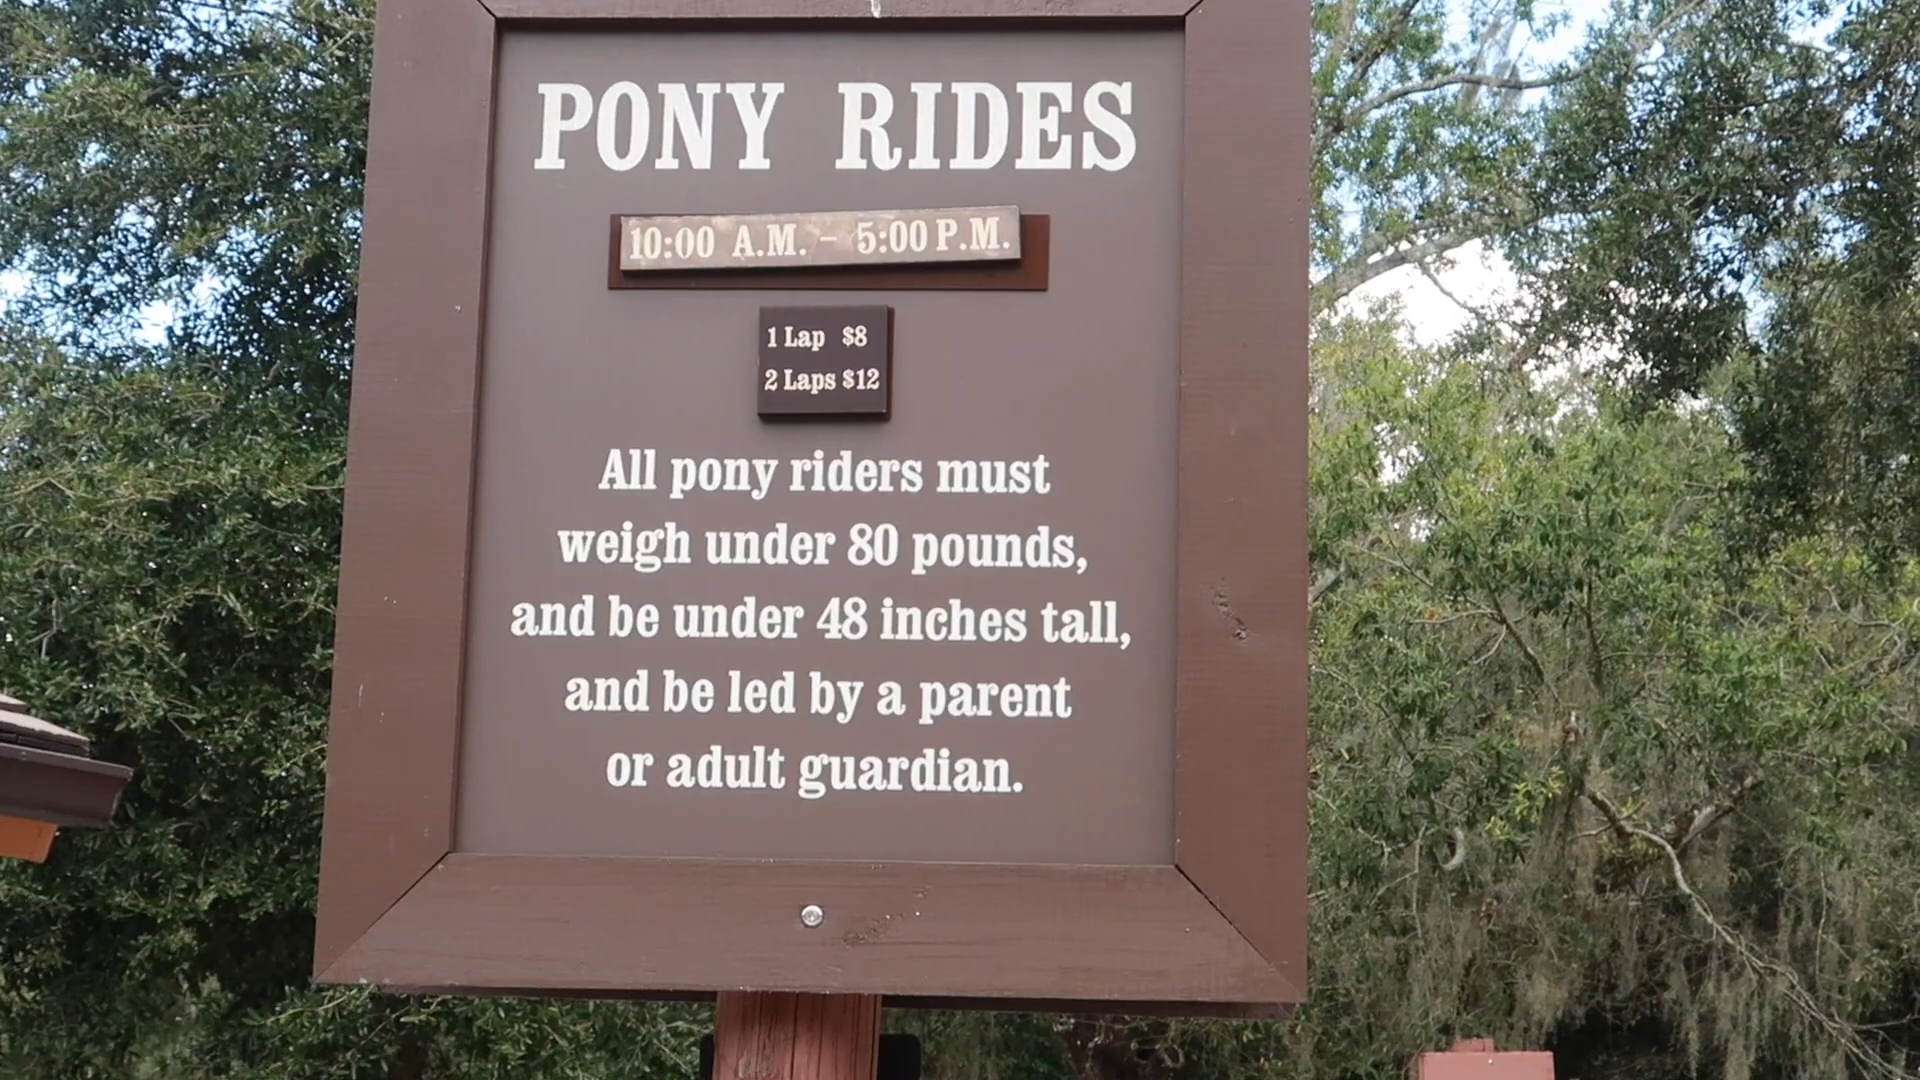 PONY RIDES
10:00 A.M. – 5:00 P.M.
1 Lap $8
2 Laps $12
All pony riders must
weigh under 80 pounds,
and be under 48 inches tall,
and be led by a parent
or adult guardian.